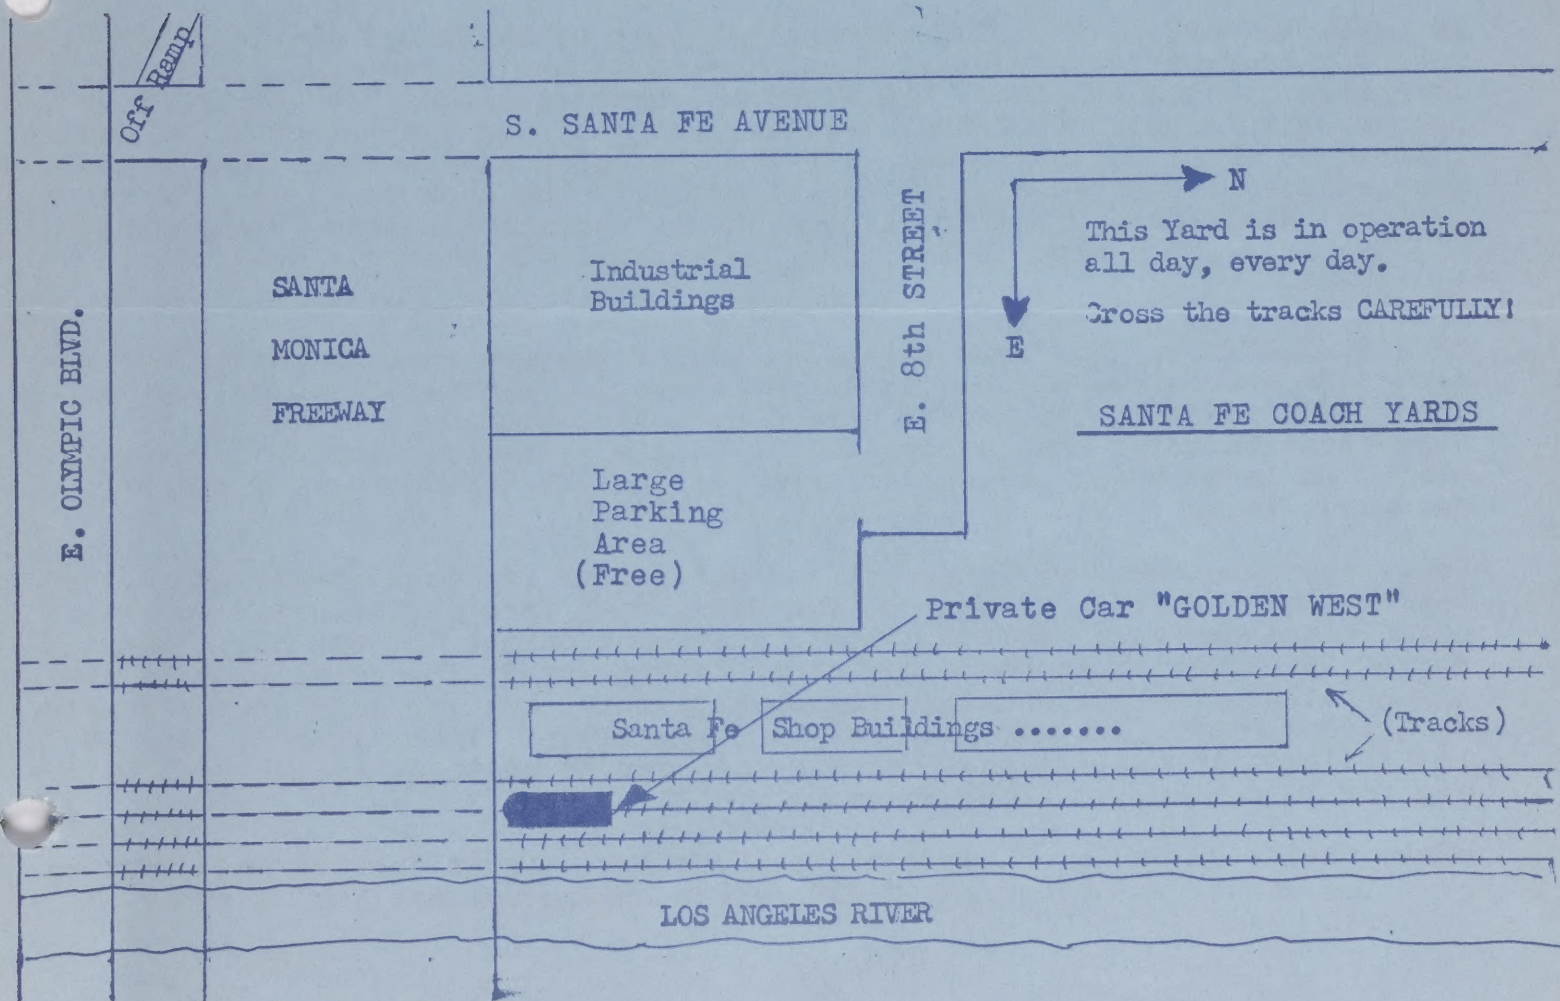 Off Ramp
S. SANTA FE AVENUE
N
This Yard is in operation
all day, every day.
Cross the tracks CAREFULLY!
E
E. 8th STREET
Industrial
Buildings
SANTA
MONICA
FREEWAY
E. OLYMPIC BLVD.
SANTA FE COACH YARDS
Large
Parking
Area
(Free)
Private Car "GOLDEN WEST"
Santa Fe Shop Buildings .......
(Tracks)
LOS ANGELES RIVER